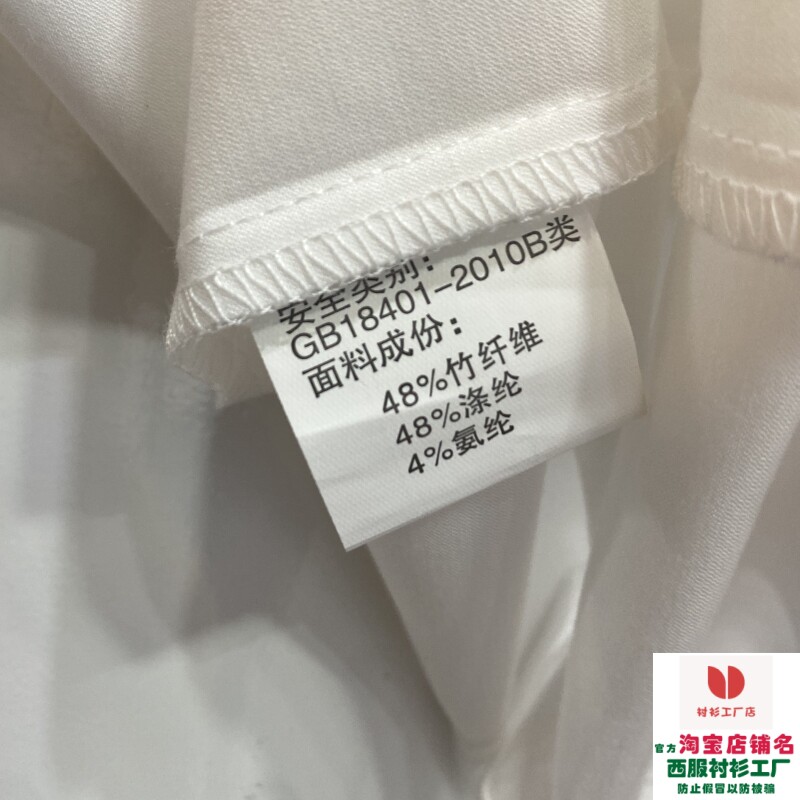 安全类别：
GB18401-2010B类
面料成份：
48%竹纤维
48%涤纶
4%氨纶
衬衫工厂店
官方淘宝店铺名
西服衬衫工厂
防止假冒以防被骗